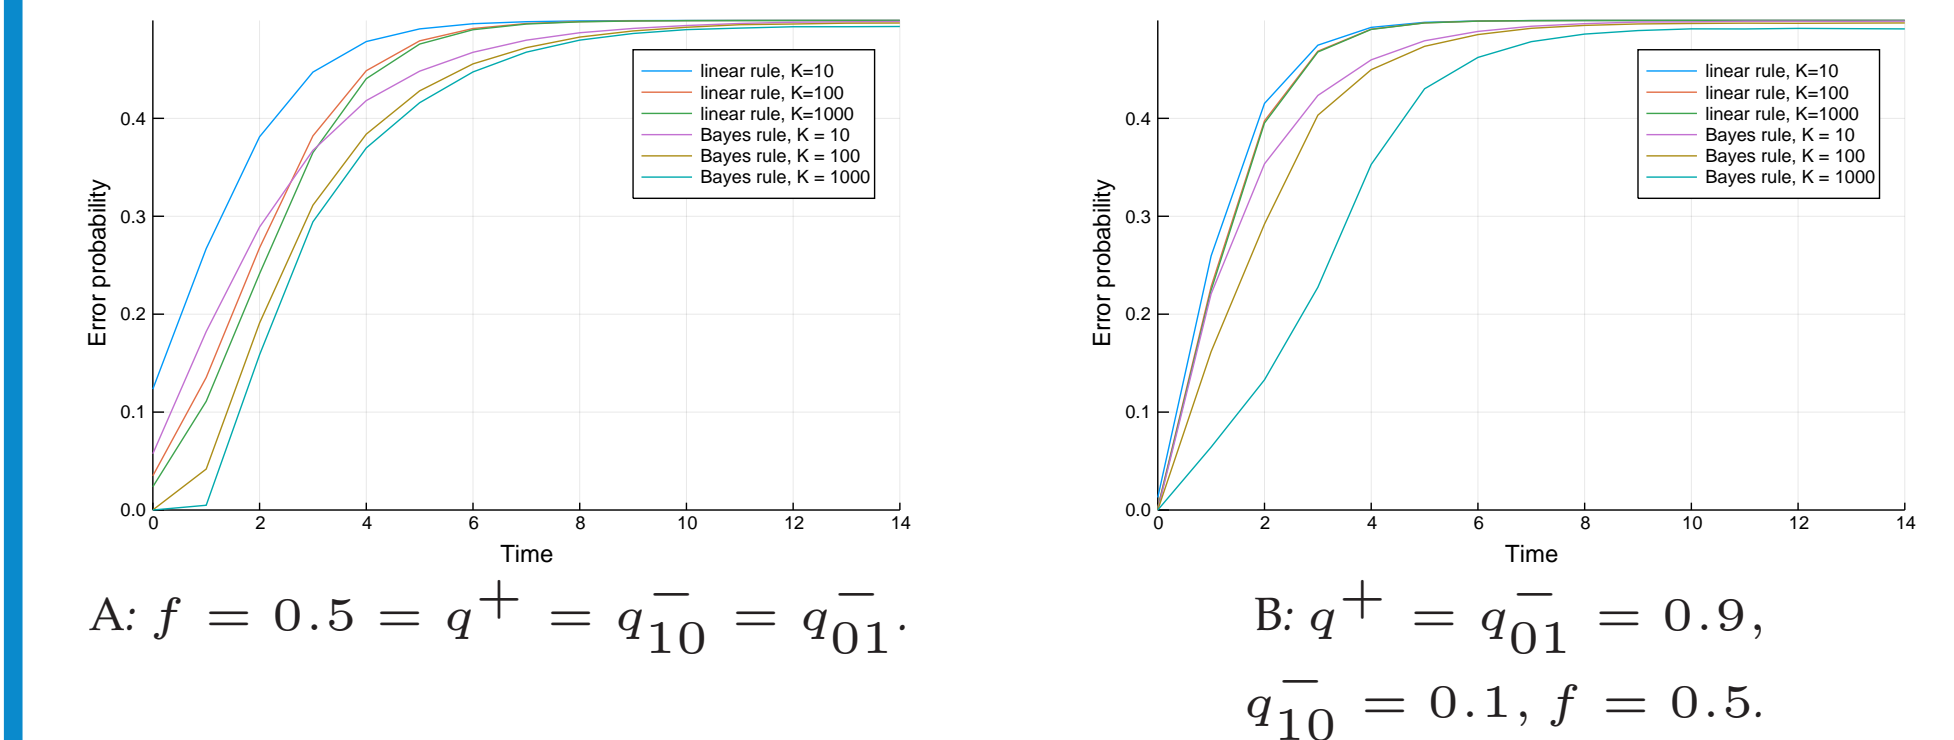 0.4
0.3
0.2
0.1
0.0
Error probability
linear rule, K=10
linear rule, K=100
linear rule, K=1000
Bayes rule, K = 10
Bayes rule, K = 100
Bayes rule, K = 1000
0 2 4 6 8 10 12 14
Time
A: f = 0.5 = q⁺ = q⁻₁₀ = q⁻₀₁.
0.4
0.3
0.2
0.1
0.0
Error probability
linear rule, K=10
linear rule, K=100
linear rule, K=1000
Bayes rule, K = 10
Bayes rule, K = 100
Bayes rule, K = 1000
0 2 4 6 8 10 12 14
Time
B: q⁺ = q⁻₀₁ = 0.9,
q⁻₁₀ = 0.1, f = 0.5.